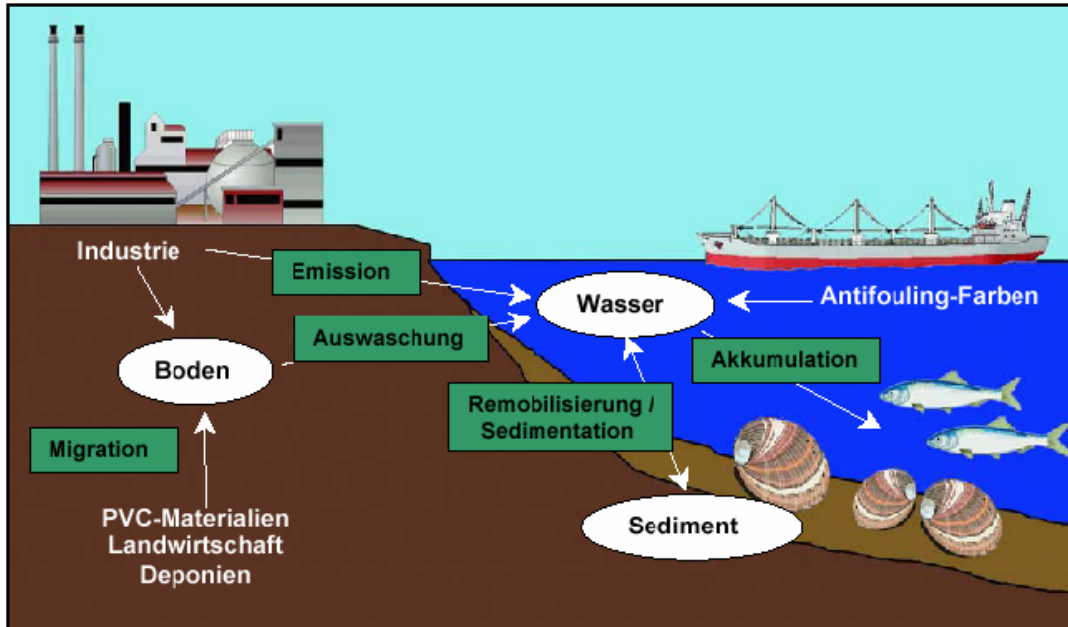 Industrie
Emission
Wasser
Antifouling-Farben
Auswaschung
Boden
Akkumulation
Remobilisierung /
Sedimentation
Migration
PVC-Materialien
Landwirtschaft
Deponien
Sediment